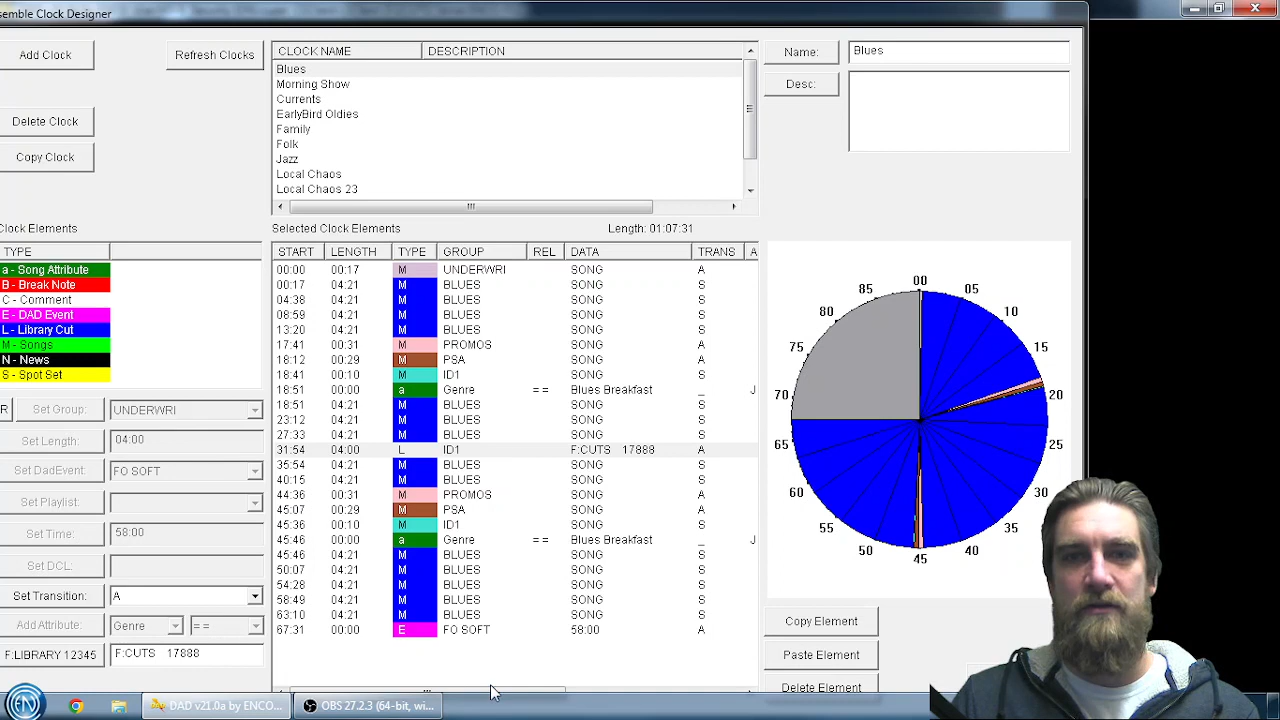 semble Clock Designer
Add Clock
Refresh Clocks
Delete Clock
Copy Clock
CLOCK NAME DESCRIPTION
Blues
Morning Show
Currents
EarlyBird Oldies
Family
Folk
Jazz
Local Chaos
Local Chaos 23
Name: Blues
Desc:
Clock Elements
TYPE
a - Song Attribute
B - Break Note
C - Comment
E - DAD Event
L - Library Cut
M - Songs
N - News
S - Spot Set
R Set Group: UNDERWRI
Set Length: 04:00
Set DadEvent: FO SOFT
Set Playlist:
Set Time: 58:00
Set DCL:
Set Transition: A
Add Attribute: Genre ==
F:LIBRARY 12345 F:CUTS 17888
Selected Clock Elements Length: 01:07:31
START LENGTH TYPE GROUP REL DATA TRANS A
00:00 00:17 M UNDERWRI SONG A
00:17 04:21 M BLUES SONG S
04:38 04:21 M BLUES SONG S
08:59 04:21 M BLUES SONG S
13:20 04:21 M BLUES SONG S
17:41 00:31 M PROMOS SONG A
18:12 00:29 M PSA SONG A
18:41 00:10 M ID1 SONG S
18:51 00:00 a Genre == Blues Breakfast _ J
18:51 04:21 M BLUES SONG S
23:12 04:21 M BLUES SONG S
27:33 04:21 M BLUES SONG S
31:54 04:00 L ID1 F:CUTS 17888 A
35:54 04:21 M BLUES SONG S
40:15 04:21 M BLUES SONG S
44:36 00:31 M PROMOS SONG A
45:07 00:29 M PSA SONG A
45:36 00:10 M ID1 SONG S
45:46 00:00 a Genre == Blues Breakfast _ J
45:46 04:21 M BLUES SONG S
50:07 04:21 M BLUES SONG S
54:28 04:21 M BLUES SONG S
58:49 04:21 M BLUES SONG S
63:10 04:21 M BLUES SONG S
67:31 00:00 E FO SOFT 58:00 A
00
05
10
15
20
25
30
35
40
45
50
55
60
65
70
75
80
85
Copy Element
Paste Element
Delete Element
EN
DAD v21.0a by ENCO...
OBS 27.2.3 (64-bit, wi...